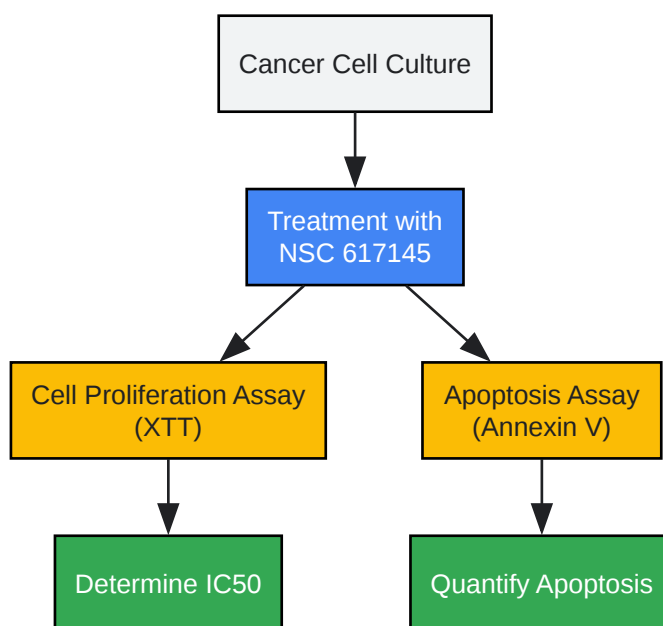 Cancer Cell Culture
Treatment with
NSC 617145
Cell Proliferation Assay
(XTT)
Apoptosis Assay
(Annexin V)
Determine IC50
Quantify Apoptosis